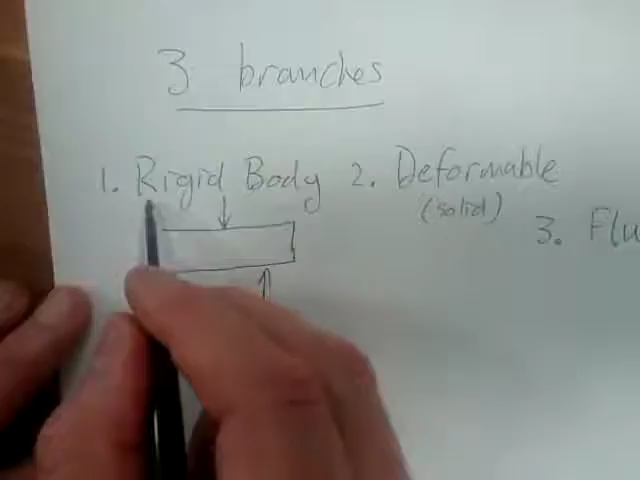 3 branches
1. Rigid Body 2. Deformable
(solid)
3.